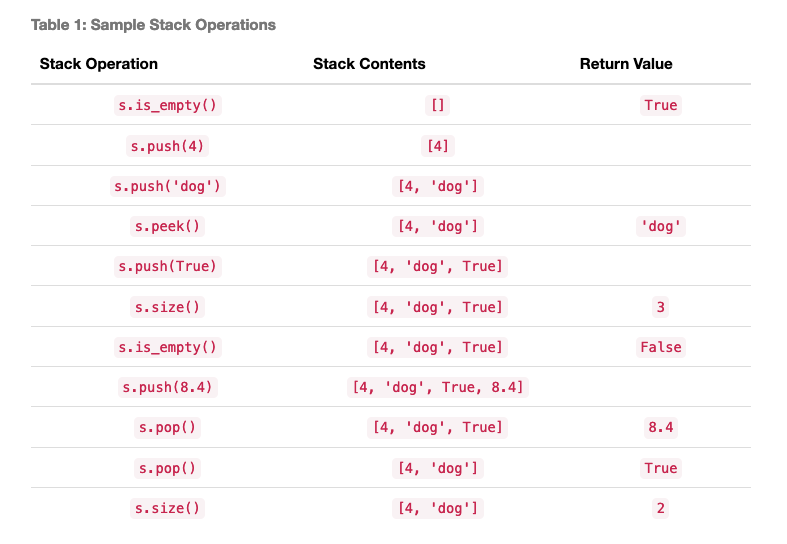 Table 1: Sample Stack Operations
Stack Operation Stack Contents Return Value
s.is_empty() [] True
s.push(4) [4]
s.push('dog') [4, 'dog']
s.peek() [4, 'dog'] 'dog'
s.push(True) [4, 'dog', True]
s.size() [4, 'dog', True] 3
s.is_empty() [4, 'dog', True] False
s.push(8.4) [4, 'dog', True, 8.4]
s.pop() [4, 'dog', True] 8.4
s.pop() [4, 'dog'] True
s.size() [4, 'dog'] 2